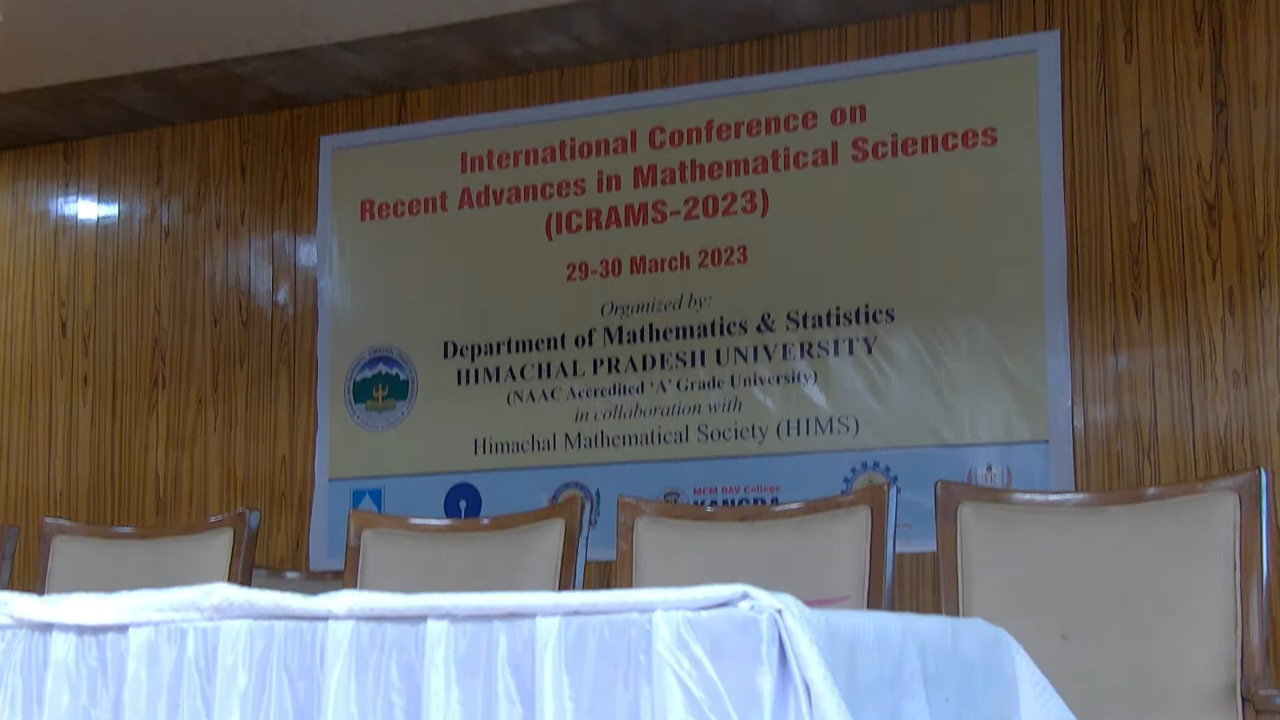 International Conference on
Recent Advances in Mathematical Sciences
(ICRAMS-2023)
29-30 March 2023
Organized by:
Department of Mathematics & Statistics
HIMACHAL PRADESH UNIVERSITY
(NAAC Accredited 'A' Grade University)
in collaboration with
Himachal Mathematical Society (HIMS)
MCM DAV College
KANGRA